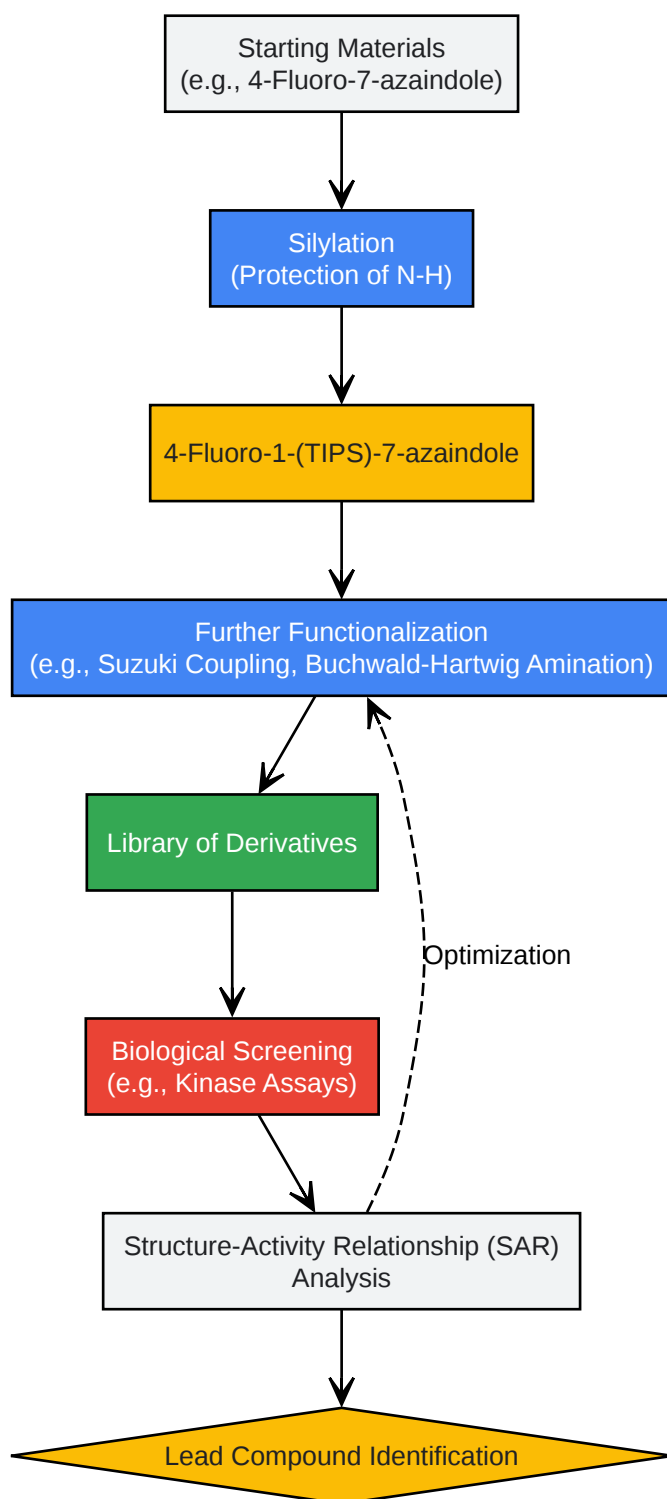 Starting Materials
(e.g., 4-Fluoro-7-azaindole)
Silylation
(Protection of N-H)
4-Fluoro-1-(TIPS)-7-azaindole
Further Functionalization
(e.g., Suzuki Coupling, Buchwald-Hartwig Amination)
Library of Derivatives
Optimization
Biological Screening
(e.g., Kinase Assays)
Structure-Activity Relationship (SAR)
Analysis
Lead Compound Identification